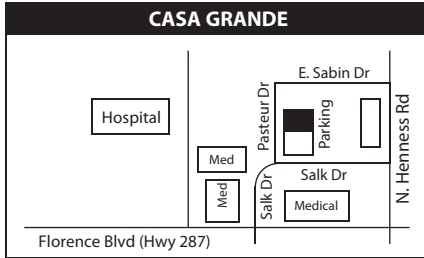 CASA GRANDE
E. Sabin Dr
Pasteur Dr
Parking
N. Henness Rd
Hospital
Med
Med
Salk Dr
Salk Dr
Medical
Florence Blvd (Hwy 287)